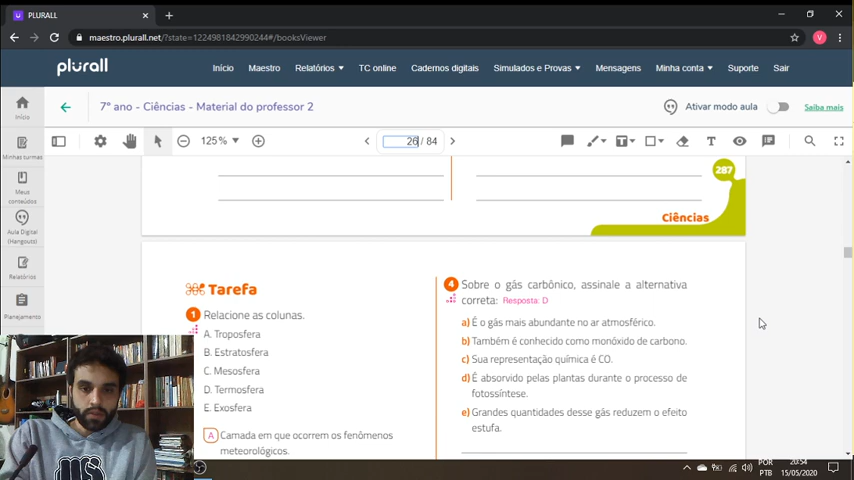 PLURALL
maestro.plurall.net/?state=1224981842990244#/booksViewer
V
plurall
Início
Maestro
Relatórios
TC online
Cadernos digitais
Simulados e Provas
Mensagens
Minha conta
Suporte
Sair
Início
7º ano - Ciências - Material do professor 2
Ativar modo aula
Saiba mais
Minhas turmas
125%
26 / 84
T
T
Meus conteúdos
Aula Digital (Hangouts)
Relatórios
Planejamento
287
Ciências
Tarefa
1 Relacione as colunas.
A. Troposfera
B. Estratosfera
C. Mesosfera
D. Termosfera
E. Exosfera
A Camada em que ocorrem os fenômenos
meteorológicos.
4 Sobre o gás carbônico, assinale a alternativa
correta: Resposta: D
a) É o gás mais abundante no ar atmosférico.
b) Também é conhecido como monóxido de carbono.
c) Sua representação química é CO.
d) É absorvido pelas plantas durante o processo de
fotossíntese.
e) Grandes quantidades desse gás reduzem o efeito
estufa.
POR
PTB
20:54
15/05/2020